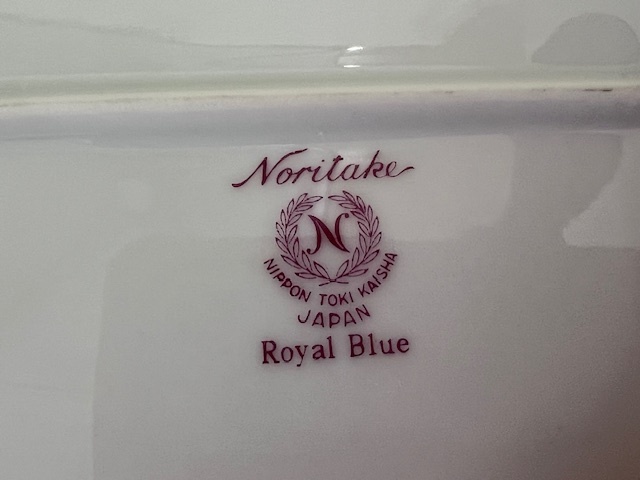 Noritake
N
NIPPON TOKI KAISHA
JAPAN
Royal Blue